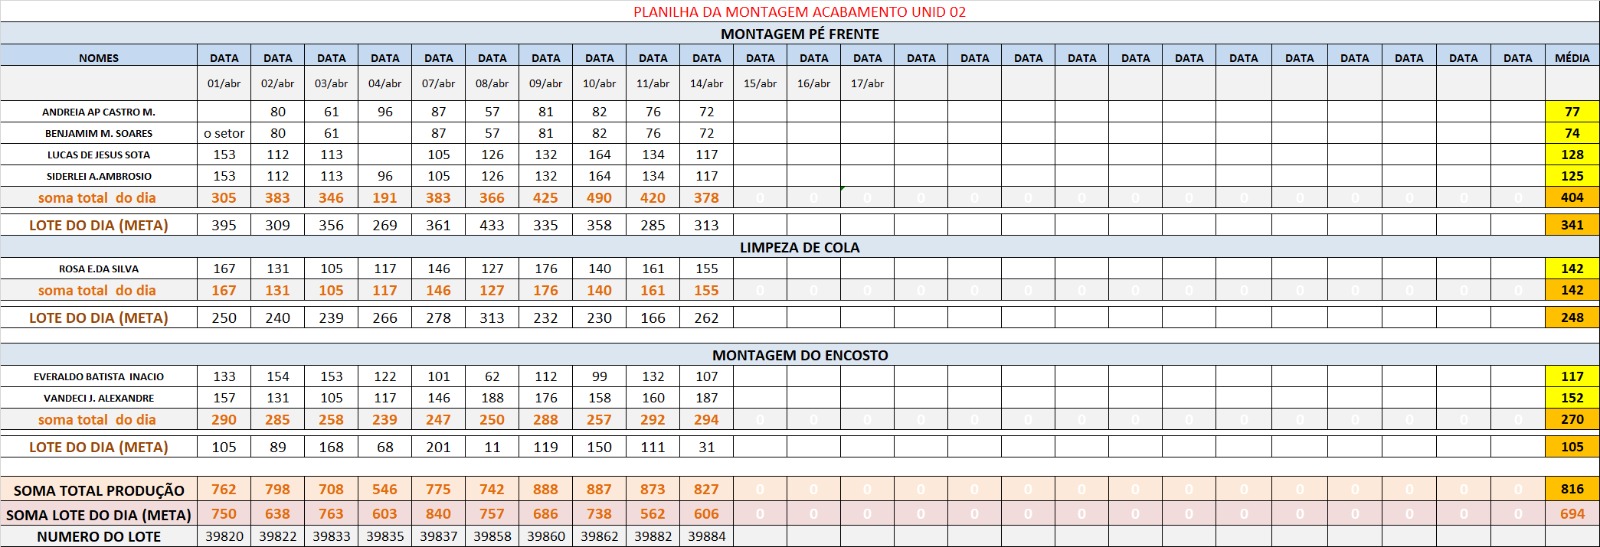 PLANILHA DA MONTAGEM ACABAMENTO UNID 02
MONTAGEM PÉ FRENTE
NOMES DATA DATA DATA DATA DATA DATA DATA DATA DATA DATA DATA DATA DATA DATA DATA DATA DATA DATA DATA DATA DATA DATA DATA DATA DATA MÉDIA
01/abr 02/abr 03/abr 04/abr 07/abr 08/abr 09/abr 10/abr 11/abr 14/abr 15/abr 16/abr 17/abr
ANDREIA AP CASTRO M. 80 61 96 87 57 81 82 76 72 77
BENJAMIM M. SOARES o setor 80 61 87 57 81 82 76 72 74
LUCAS DE JESUS SOTA 153 112 113 105 126 132 164 134 117 128
SIDERLEI A.AMBROSIO 153 112 113 96 105 126 132 164 134 117 125
soma total do dia 305 383 346 191 383 366 425 490 420 378 0 0 0 0 0 0 0 0 0 0 0 0 0 0 0 404
LOTE DO DIA (META) 395 309 356 269 361 433 335 358 285 313 341
LIMPEZA DE COLA
ROSA E.DA SILVA 167 131 105 117 146 127 176 140 161 155 142
soma total do dia 167 131 105 117 146 127 176 140 161 155 0 0 0 0 0 0 0 0 0 0 0 0 0 0 0 142
LOTE DO DIA (META) 250 240 239 266 278 313 232 230 166 262 248
MONTAGEM DO ENCOSTO
EVERALDO BATISTA INACIO 133 154 153 122 101 62 112 99 132 107 117
VANDECI J. ALEXANDRE 157 131 105 117 146 188 176 158 160 187 152
soma total do dia 290 285 258 239 247 250 288 257 292 294 0 0 0 0 0 0 0 0 0 0 0 0 0 0 0 270
LOTE DO DIA (META) 105 89 168 68 201 11 119 150 111 31 105
SOMA TOTAL PRODUÇÃO 762 798 708 546 775 742 888 887 873 827 0 0 0 0 0 0 0 0 0 0 0 0 0 0 0 816
SOMA LOTE DO DIA (META) 750 638 763 603 840 757 686 738 562 606 0 0 0 0 0 0 0 0 0 0 0 0 0 0 0 694
NUMERO DO LOTE 39820 39822 39833 39835 39837 39858 39860 39862 39882 39884